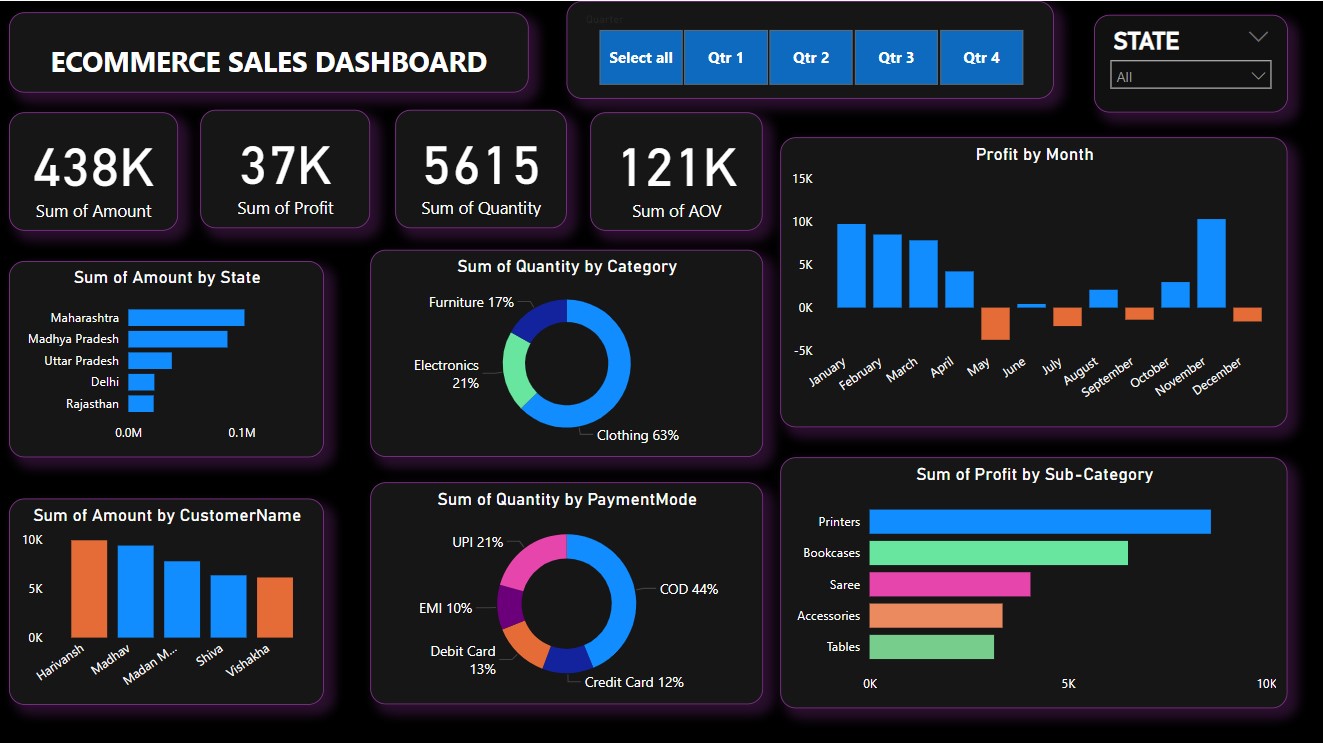 Quarter
ECOMMERCE SALES DASHBOARD
Select all
Qtr 1
Qtr 2
Qtr 3
Qtr 4
STATE
All
438K
Sum of Amount
37K
Sum of Profit
5615
Sum of Quantity
121K
Sum of AOV
Profit by Month
15K
10K
5K
0K
-5K
January
February
March
April
May
June
July
August
September
October
November
December
Sum of Amount by State
Maharashtra
Madhya Pradesh
Uttar Pradesh
Delhi
Rajasthan
0.0M
0.1M
Sum of Quantity by Category
Furniture 17%
Electronics
21%
Clothing 63%
Sum of Amount by CustomerName
10K
5K
0K
Harivansh
Madhav
Madan M...
Shiva
Vishakha
Sum of Quantity by PaymentMode
UPI 21%
COD 44%
EMI 10%
Debit Card
13%
Credit Card 12%
Sum of Profit by Sub-Category
Printers
Bookcases
Saree
Accessories
Tables
0K
5K
10K